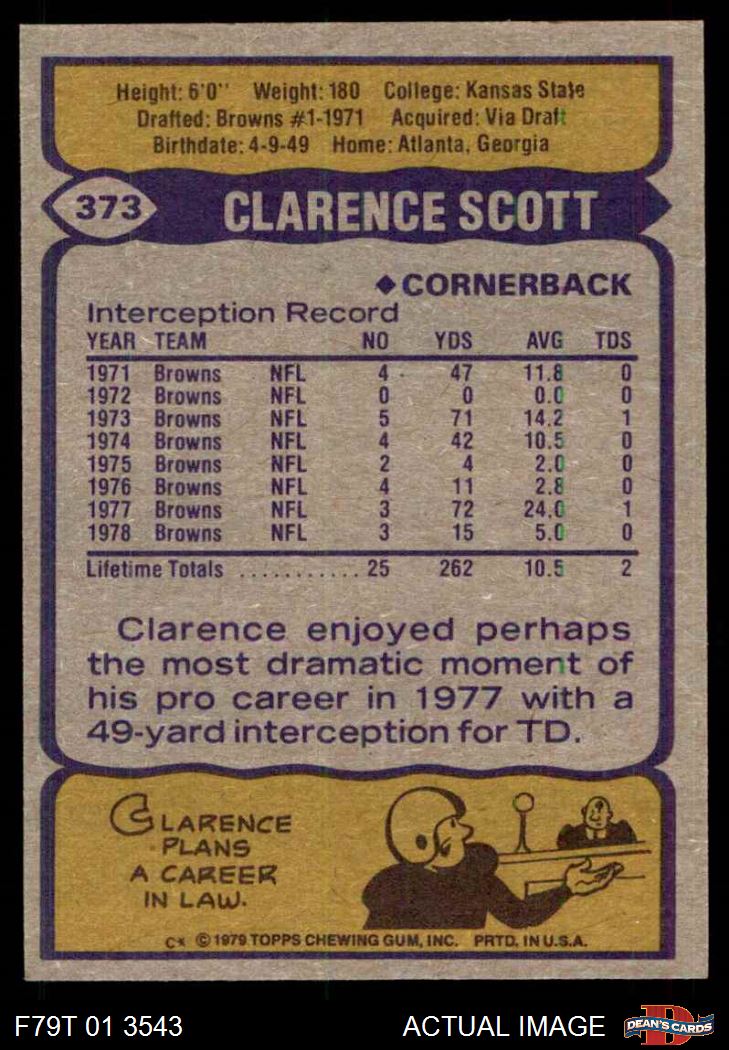 Height: 6'0" Weight: 180 College: Kansas State
Drafted: Browns #1-1971 Acquired: Via Draft
Birthdate: 4-9-49 Home: Atlanta, Georgia
373 CLARENCE SCOTT
◆CORNERBACK
Interception Record
YEAR TEAM NO YDS AVG TDS
1971 Browns NFL 4 47 11.8 0
1972 Browns NFL 0 0 0.0 0
1973 Browns NFL 5 71 14.2 1
1974 Browns NFL 4 42 10.5 0
1975 Browns NFL 2 4 2.0 0
1976 Browns NFL 4 11 2.8 0
1977 Browns NFL 3 72 24.0 1
1978 Browns NFL 3 15 5.0 0
Lifetime Totals ............ 25 262 10.5 2
Clarence enjoyed perhaps
the most dramatic moment of
his pro career in 1977 with a
49-yard interception for TD.
CLARENCE
PLANS
A CAREER
IN LAW.
C* ©1979 TOPPS CHEWING GUM, INC. PRTD. IN U.S.A.
F79T 01 3543 ACTUAL IMAGE D DEAN'S CARDS